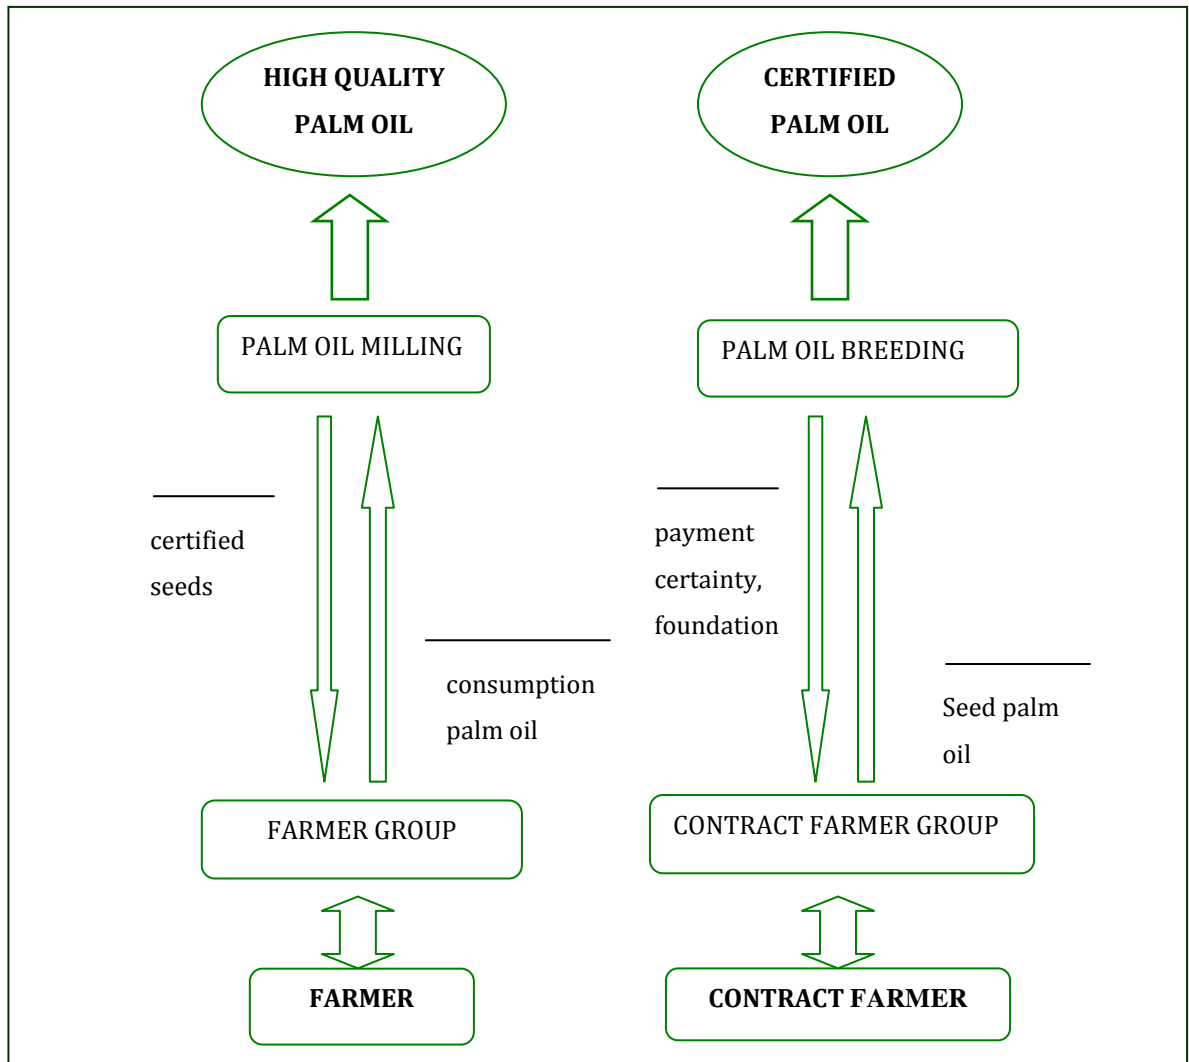 HIGH QUALITY
PALM OIL
CERTIFIED
PALM OIL
PALM OIL MILLING
PALM OIL BREEDING
certified
seeds
payment
certainty,
foundation
consumption
palm oil
Seed palm
oil
FARMER GROUP
CONTRACT FARMER GROUP
FARMER
CONTRACT FARMER